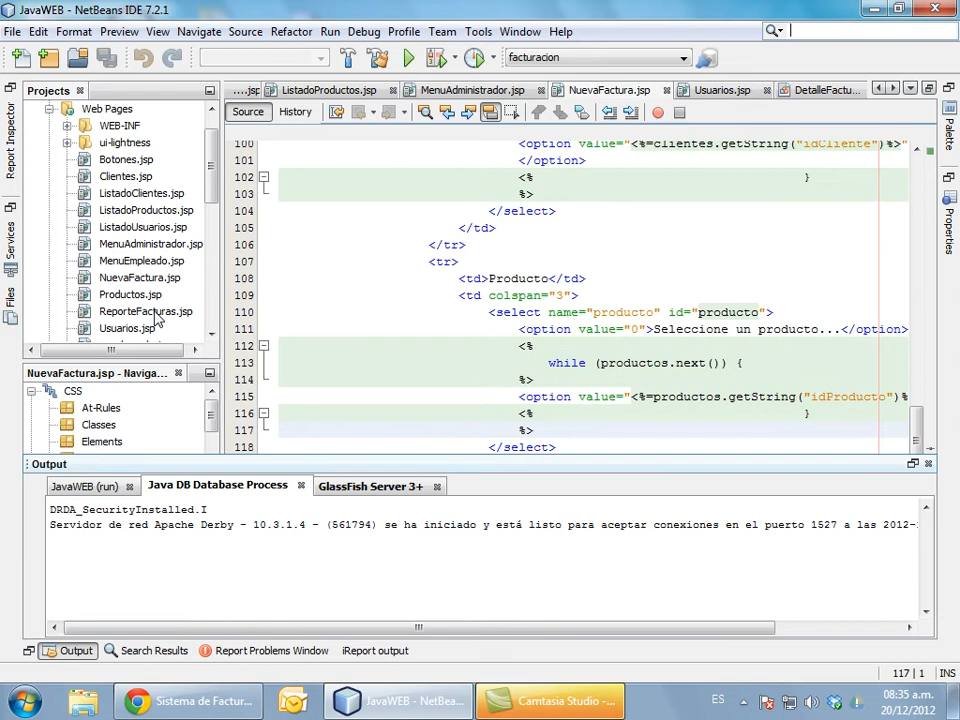 JavaWEB - NetBeans IDE 7.2.1
File Edit Format Preview View Navigate Source Refactor Run Debug Profile Team Tools Window Help
facturacion
Projects
....jsp ListadoProductos.jsp MenuAdministrador.jsp NuevaFactura.jsp Usuarios.jsp DetalleFactu...
Source History
Report Inspector
Services
Files
Palette
Properties
Web Pages
WEB-INF
ui-lightness
Botones.jsp
Clientes.jsp
ListadoClientes.jsp
ListadoProductos.jsp
ListadoUsuarios.jsp
MenuAdministrador.jsp
MenuEmpleado.jsp
NuevaFactura.jsp
Productos.jsp
ReporteFacturas.jsp
Usuarios.jsp
NuevaFactura.jsp - Naviga...
CSS
At-Rules
Classes
Elements
100 <option value="<%=clientes.getString("idCliente")%>"
101 </option>
102 <% }
103 %>
104 </select>
105 </td>
106 </tr>
107 <tr>
108 <td>Producto</td>
109 <td colspan="3">
110 <select name="producto" id="producto">
111 <option value="0">Seleccione un producto...</option>
112 <%
113 while (productos.next()) {
114 %>
115 <option value="<%=productos.getString("idProducto")%
116 <% }
117 %>
118 </select>
Output
JavaWEB (run) Java DB Database Process GlassFish Server 3+
DRDA_SecurityInstalled.I
Servidor de red Apache Derby - 10.3.1.4 - (561794) se ha iniciado y está listo para aceptar conexiones en el puerto 1527 a las 2012-
Output Search Results Report Problems Window iReport output
117 | 1 INS
Sistema de Factur... JavaWEB - NetBea... Camtasia Studio -... ES
08:35 a.m.
20/12/2012